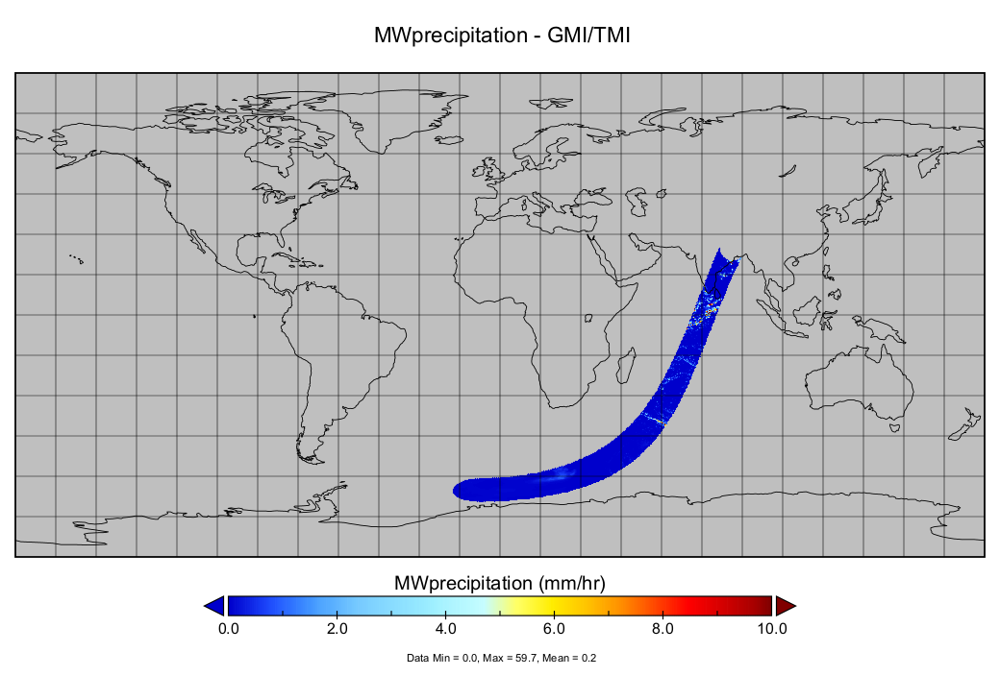 MWprecipitation - GMI/TMI
MWprecipitation (mm/hr)
0.0 2.0 4.0 6.0 8.0 10.0
Data Min = 0.0, Max = 59.7, Mean = 0.2